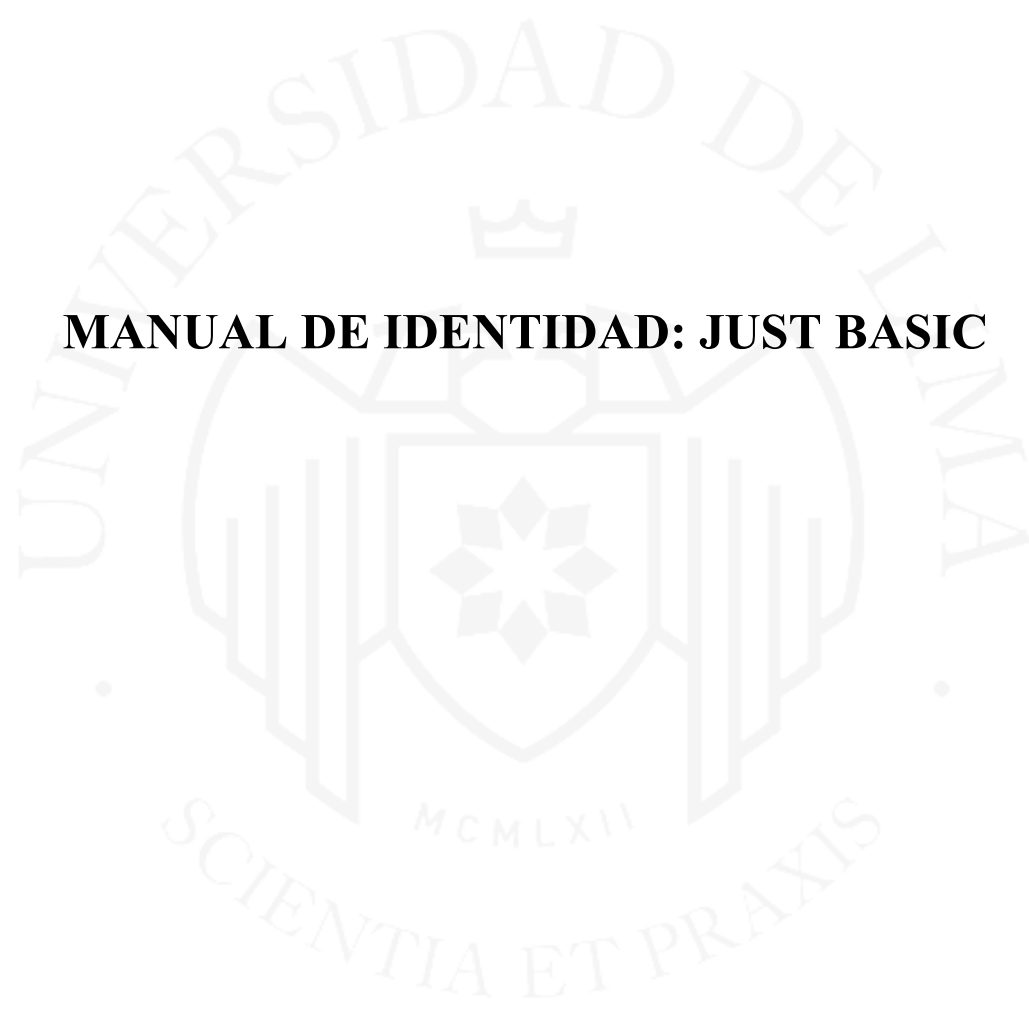 UNIVERSIDAD DE LIMA
MANUAL DE IDENTIDAD: JUST BASIC
MCMLXII
SCIENTIA ET PRAXIS